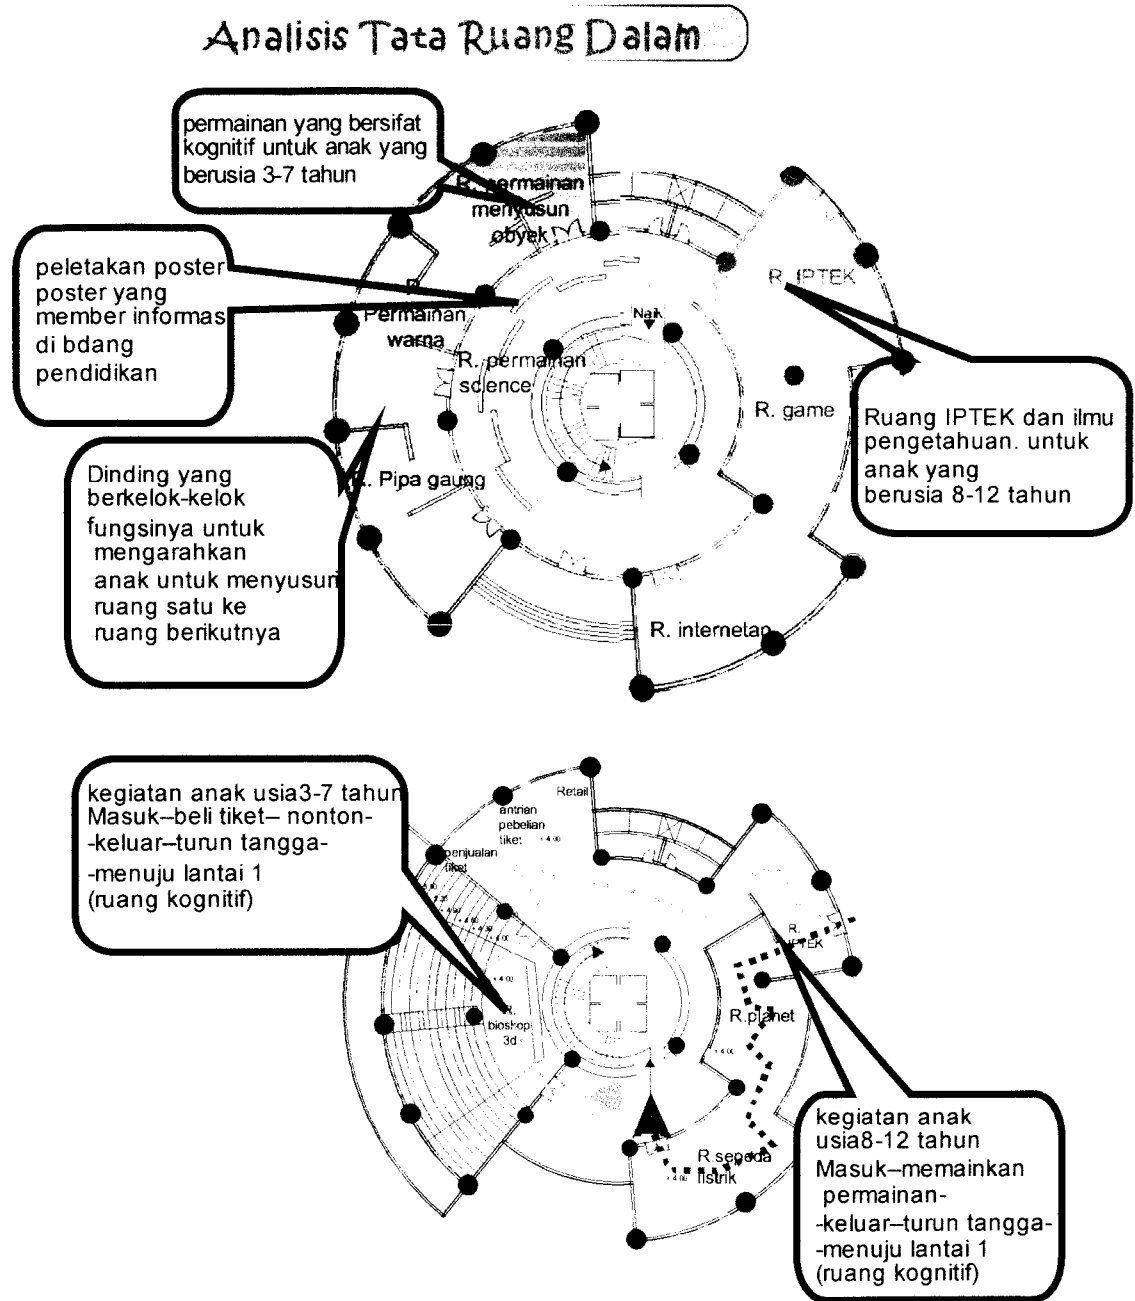 Analisis Tata Ruang Dalam
permainan yang bersifat
kognitif untuk anak yang
berusia 3-7 tahun
R. permainan
menyusun
obyek
peletakan poster
poster yang
member informas
di bdang
pendidikan
Permainan
warna
R. permainan
science
Naik
R. IPTEK
R. game
Ruang IPTEK dan ilmu
pengetahuan. untuk
anak yang
berusia 8-12 tahun
Dinding yang
berkelok-kelok
fungsinya untuk
mengarahkan
anak untuk menyusuri
ruang satu ke
ruang berikutnya
R. Pipa gaung
R. internetan
kegiatan anak usia3-7 tahun
Masuk--beli tiket-- nonton-
-keluar--turun tangga-
-menuju lantai 1
(ruang kognitif)
Retail
antrian
pebelian
tiket
penjualan
tiket
R.
bioshop
3d
R.
IPTEK
R.planet
R.sepeda
listrik
kegiatan anak
usia8-12 tahun
Masuk--memainkan
permainan-
-keluar--turun tangga-
-menuju lantai 1
(ruang kognitif)